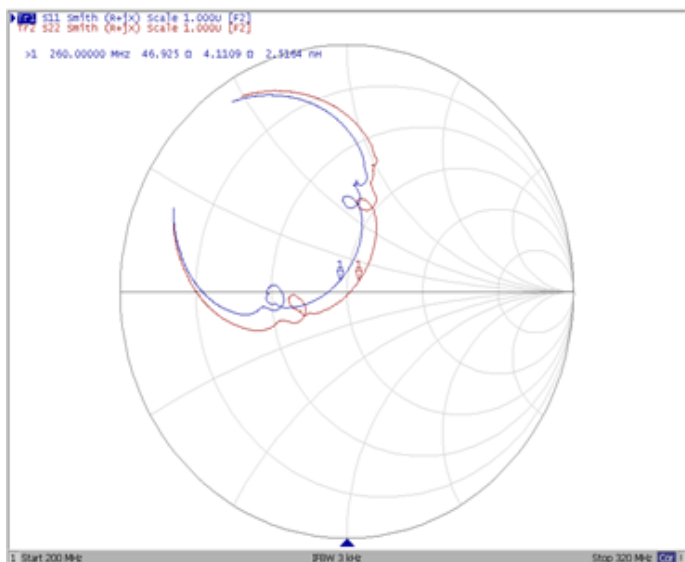 Tr1 S11 Smith (R+jX) Scale 1.000U [F2]
Tr2 S22 Smith (R+jX) Scale 1.000U [F2]
>1 260.00000 MHz 46.925 Ω 4.1109 Ω 2.5164 nH
1 Start 200 MHz IFBW 3 kHz Stop 320 MHz Cor !